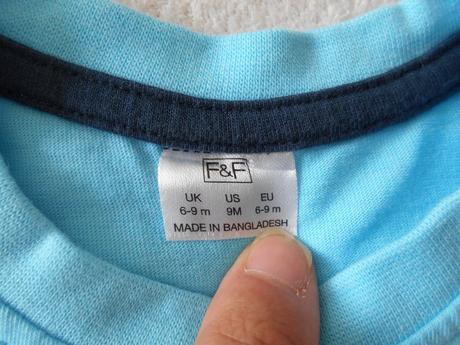 F&F
UK US EU
6-9 m 9M 6-9 m
MADE IN BANGLADESH